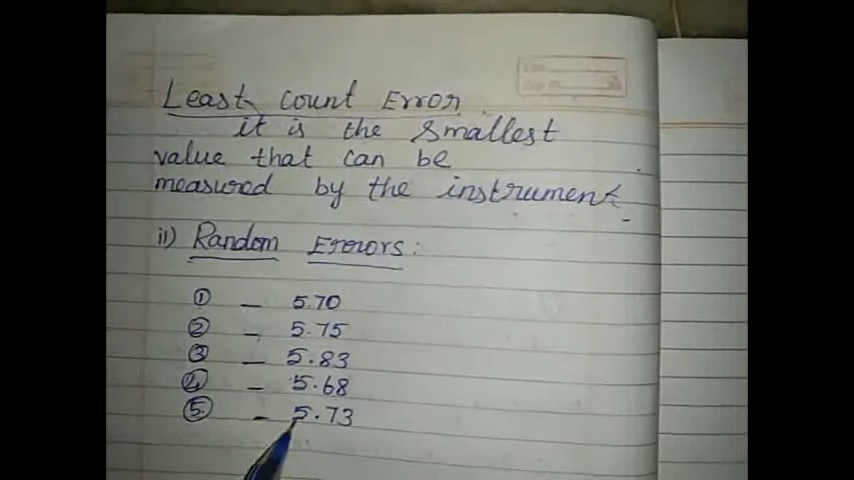 Least Count Error
it is the smallest
value that can be
measured by the instrument
ii) Random Errors:
① – 5.70
② – 5.75
③ – 5.83
④ – 5.68
⑤ – 5.73